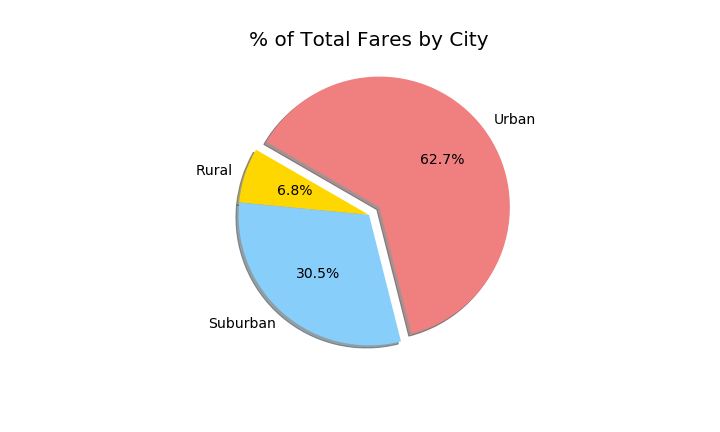 % of Total Fares by City
Urban
62.7%
Rural
6.8%
30.5%
Suburban